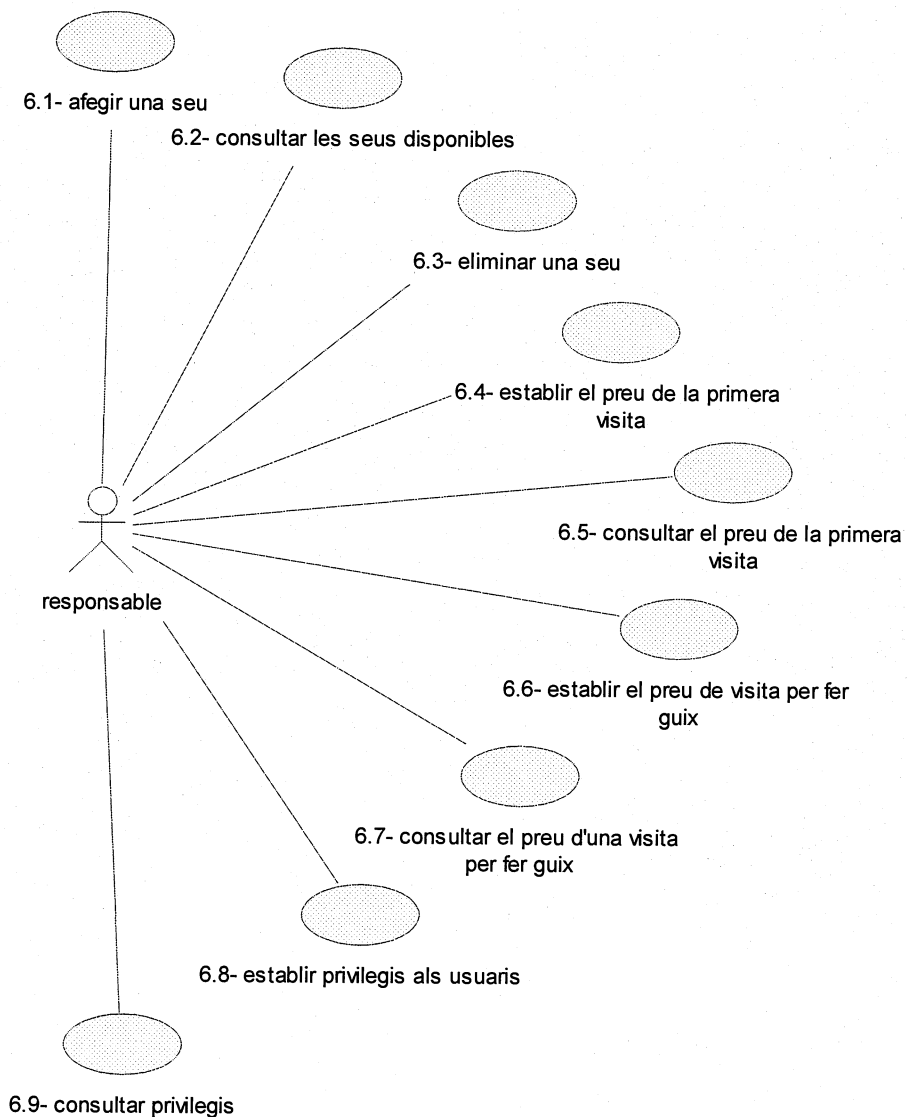 6.1- afegir una seu
6.2- consultar les seus disponibles
6.3- eliminar una seu
6.4- establir el preu de la primera
visita
6.5- consultar el preu de la primera
visita
responsable
6.6- establir el preu de visita per fer
guix
6.7- consultar el preu d'una visita
per fer guix
6.8- establir privilegis als usuaris
6.9- consultar privilegis